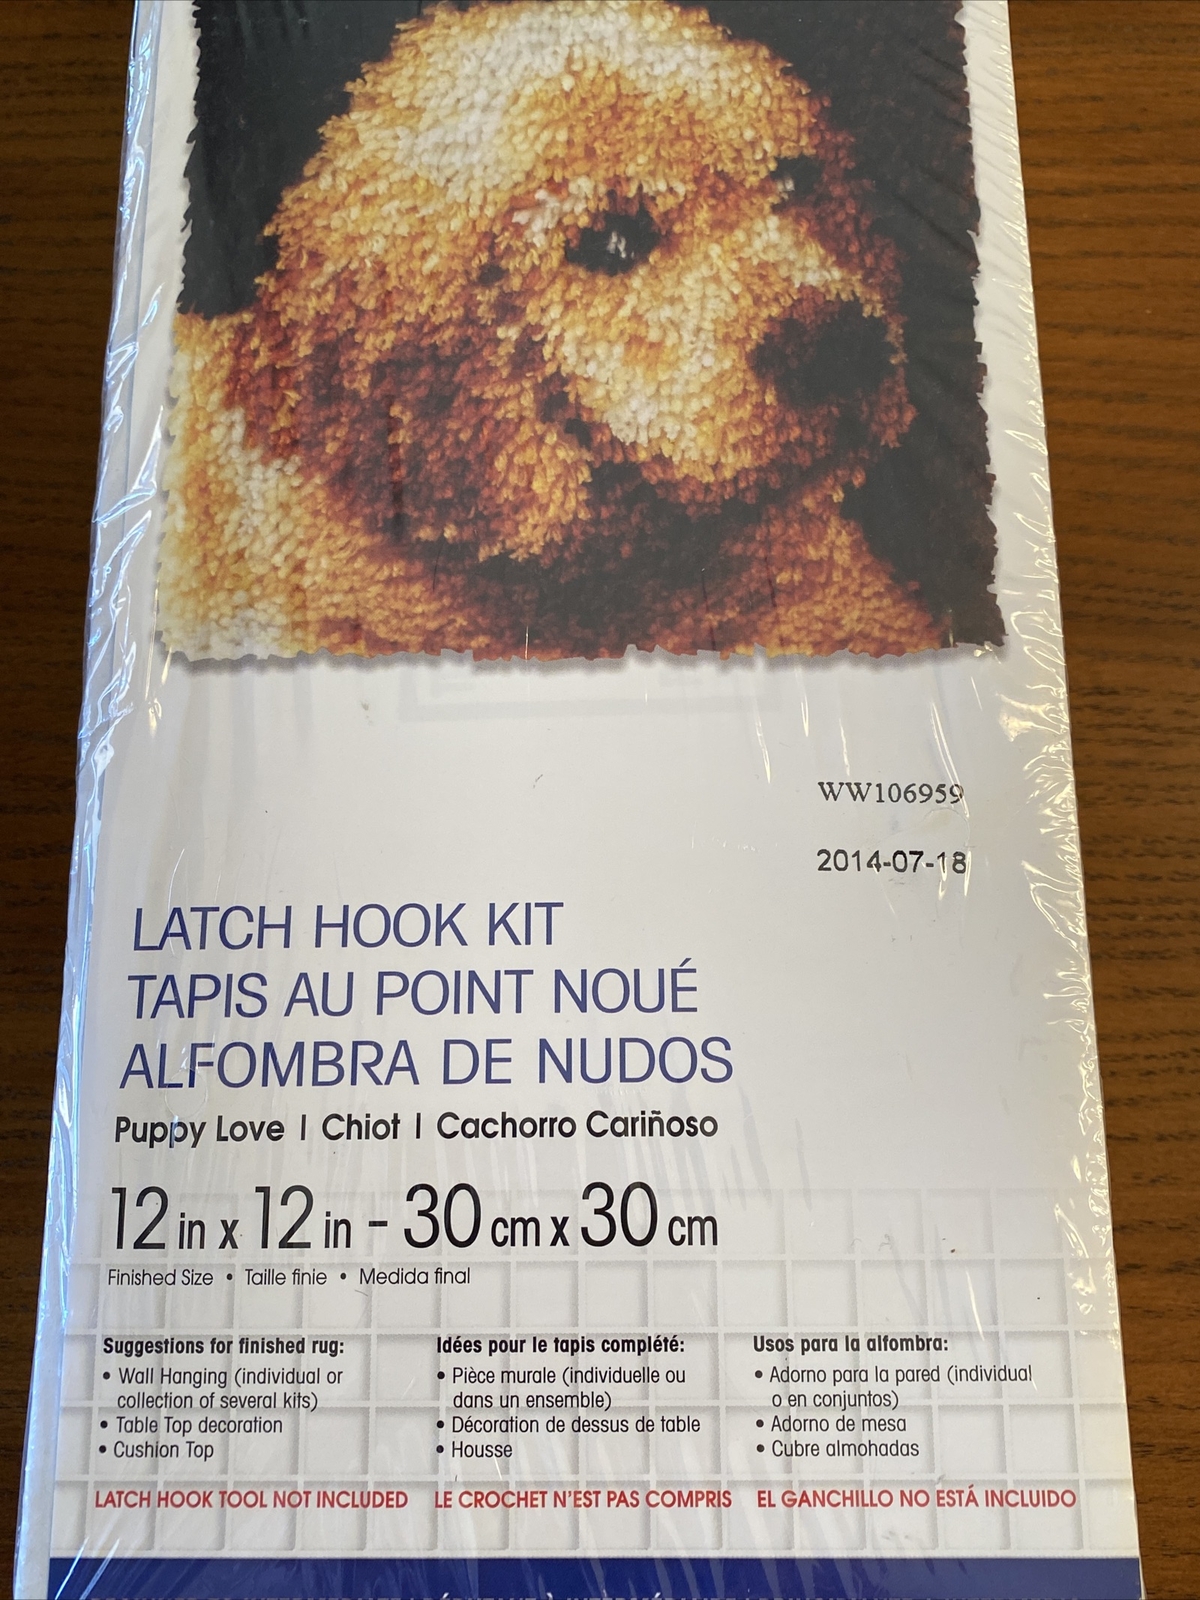 WW106959
2014-07-18
LATCH HOOK KIT
TAPIS AU POINT NOUÉ
ALFOMBRA DE NUDOS
Puppy Love | Chiot | Cachorro Cariñoso
12 in x 12 in - 30 cm x 30 cm
Finished Size • Taille finie • Medida final
Suggestions for finished rug:
• Wall Hanging (individual or
collection of several kits)
• Table Top decoration
• Cushion Top
Idées pour le tapis complété:
• Pièce murale (individuelle ou
dans un ensemble)
• Décoration de dessus de table
• Housse
Usos para la alfombra:
• Adorno para la pared (individual
o en conjuntos)
• Adorno de mesa
• Cubre almohadas
LATCH HOOK TOOL NOT INCLUDED LE CROCHET N'EST PAS COMPRIS EL GANCHILLO NO ESTÁ INCLUIDO